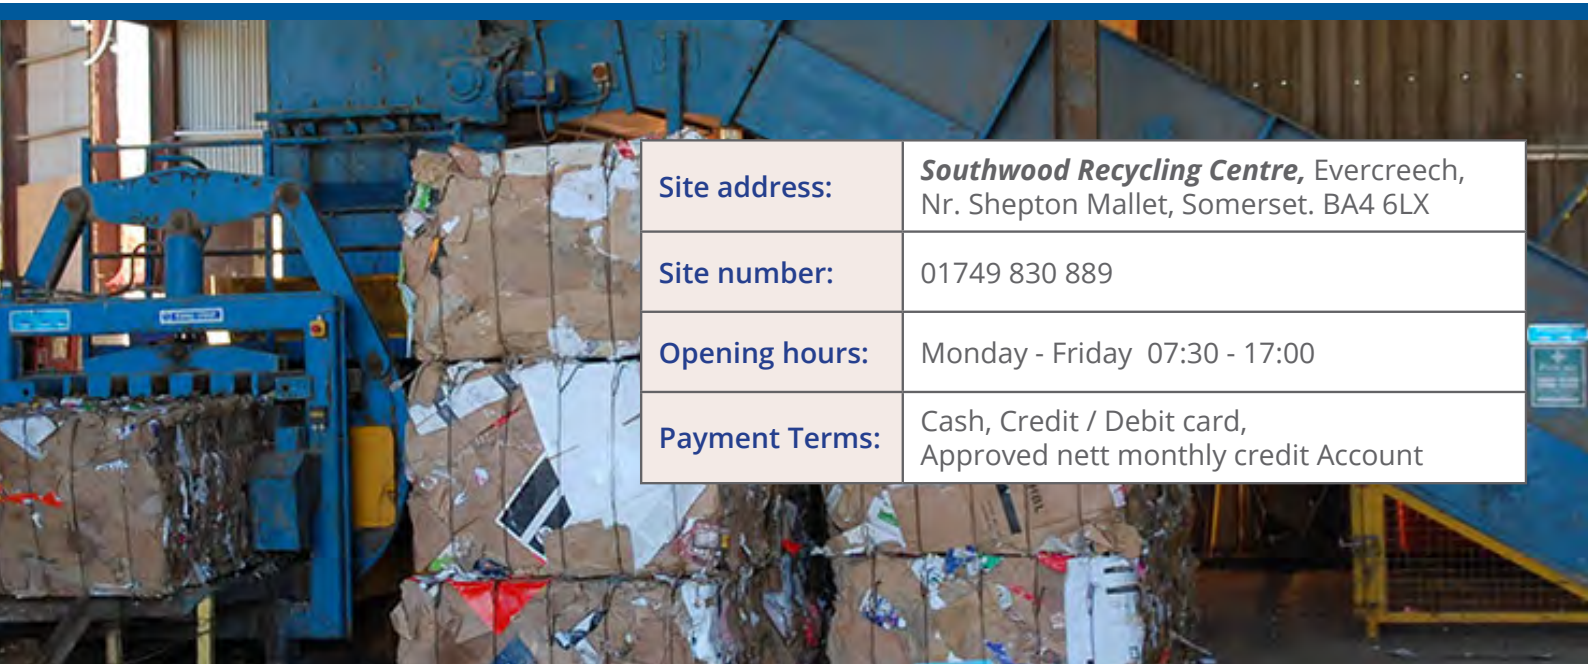 Site address:
Southwood Recycling Centre, Evercreech,
Nr. Shepton Mallet, Somerset. BA4 6LX
Site number:
01749 830 889
Opening hours:
Monday - Friday  07:30 - 17:00
Payment Terms:
Cash, Credit / Debit card,
Approved nett monthly credit Account